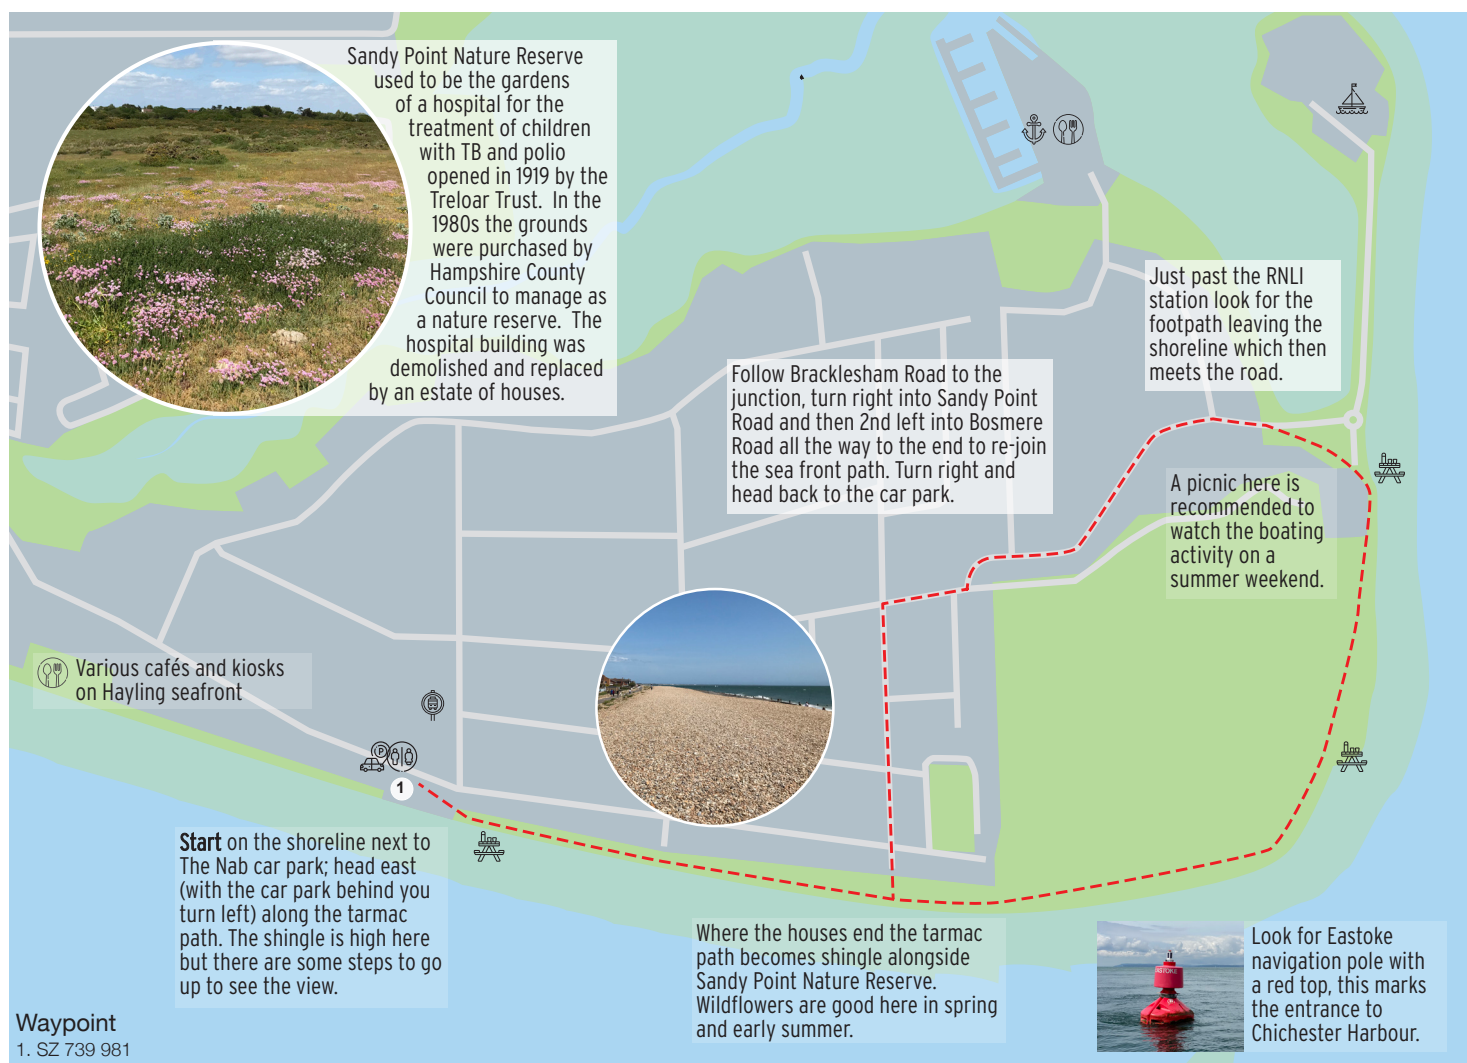 Sandy Point Nature Reserve
used to be the gardens
of a hospital for the
treatment of children
with TB and polio
opened in 1919 by the
Treloar Trust.  In the
1980s the grounds
were purchased by
Hampshire County
Council to manage as
a nature reserve.  The
hospital building was
demolished and replaced
by an estate of houses.
Just past the RNLI
station look for the
footpath leaving the
shoreline which then
meets the road.
Follow Bracklesham Road to the
junction, turn right into Sandy Point
Road and then 2nd left into Bosmere
Road all the way to the end to re-join
the sea front path. Turn right and
head back to the car park.
A picnic here is
recommended to
watch the boating
activity on a
summer weekend.
Various cafés and kiosks
on Hayling seafront
P
1
Start on the shoreline next to
The Nab car park; head east
(with the car park behind you
turn left) along the tarmac
path. The shingle is high here
but there are some steps to go
up to see the view.
Where the houses end the tarmac
path becomes shingle alongside
Sandy Point Nature Reserve.
Wildflowers are good here in spring
and early summer.
EASTOKE
Look for Eastoke
navigation pole with
a red top, this marks
the entrance to
Chichester Harbour.
Waypoint
1. SZ 739 981